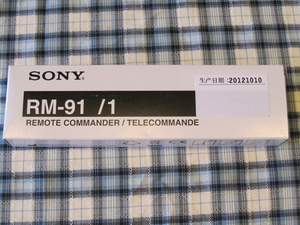 SONY
生产日期:20121010
RM-91 /1
REMOTE COMMANDER / TELECOMMANDE